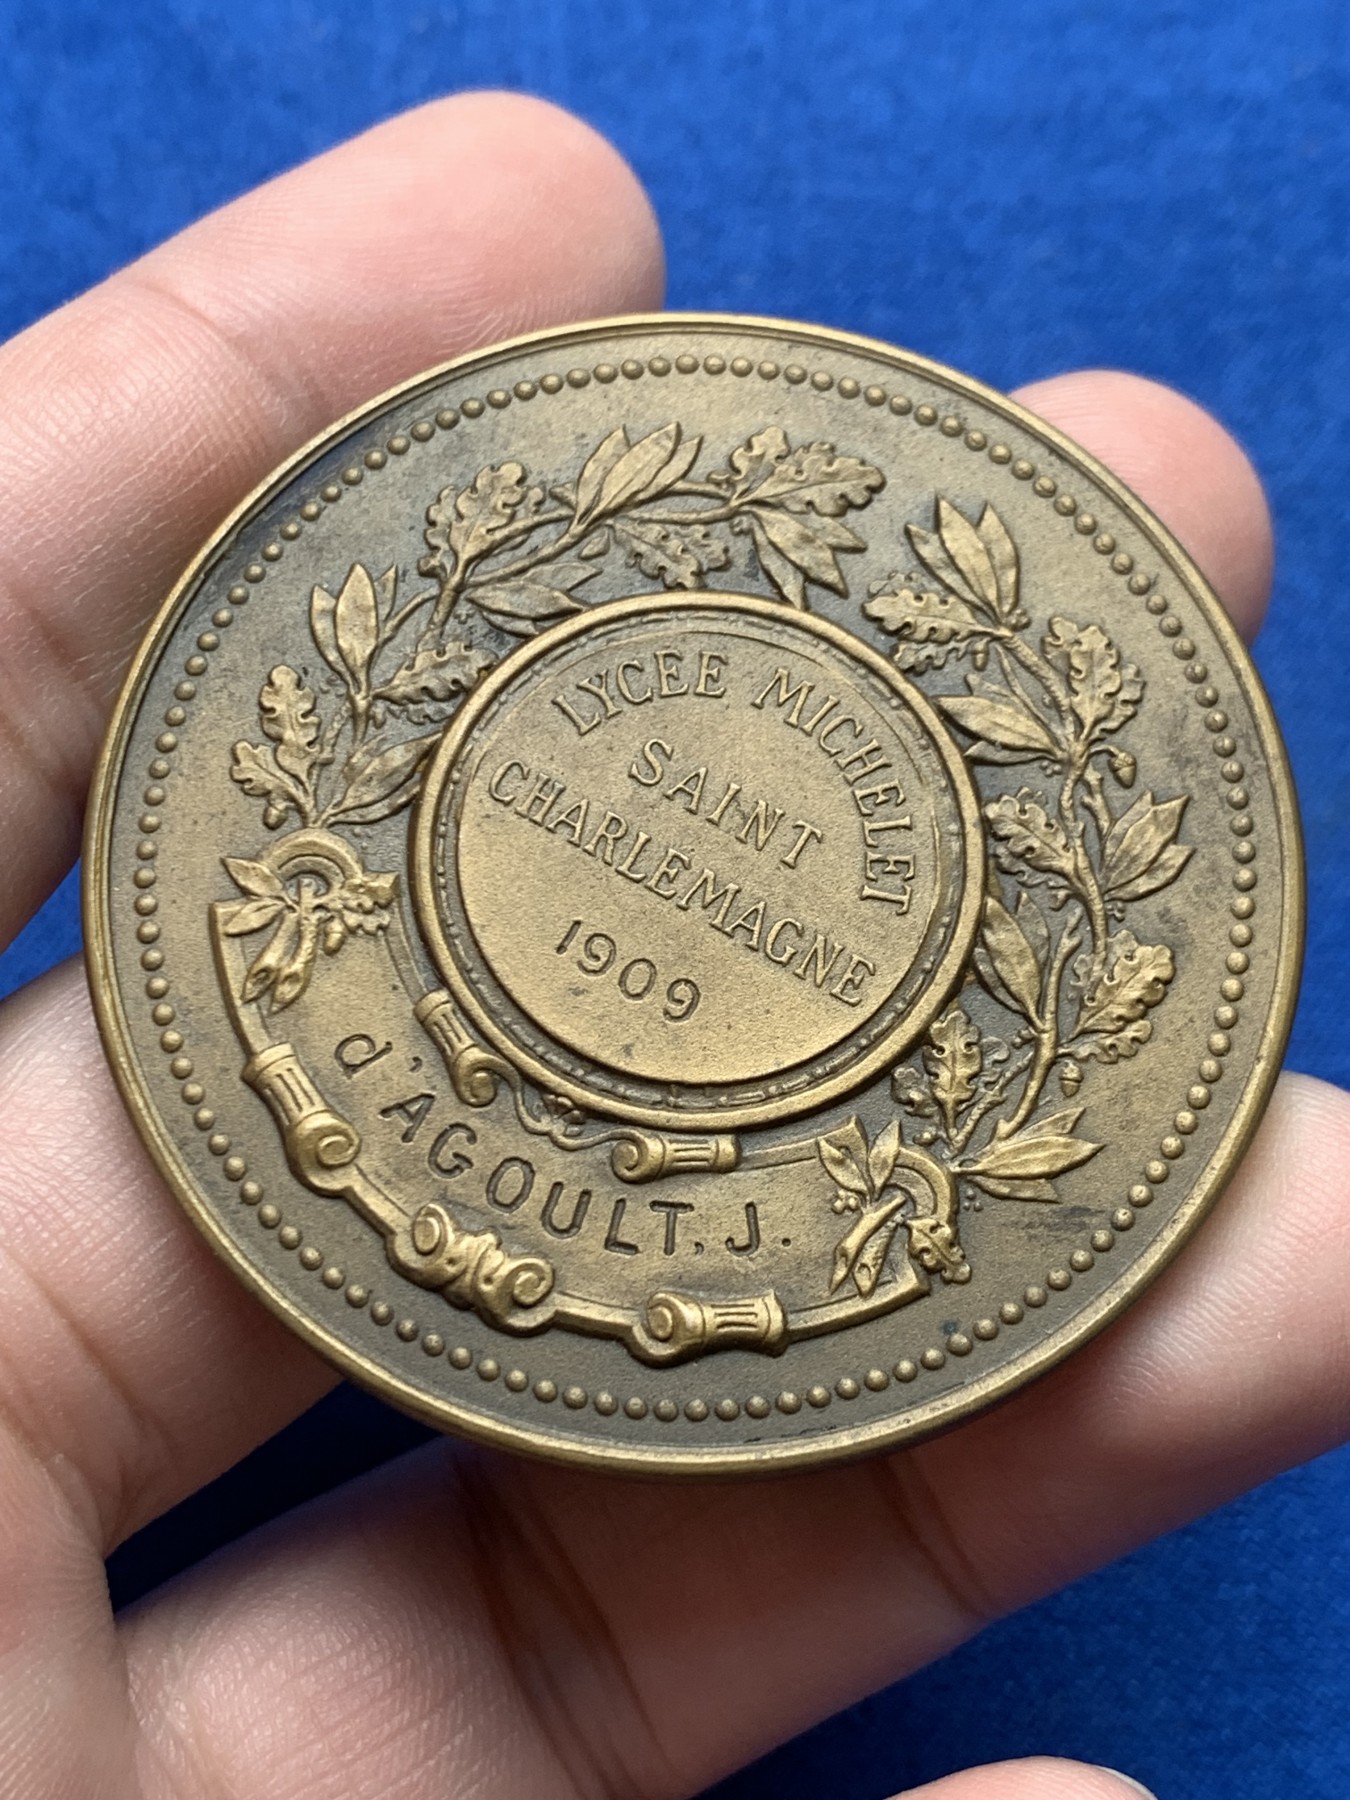 LYCEE MICHELET
SAINT
CHARLEMAGNE
1909
d'AGOULT, J.